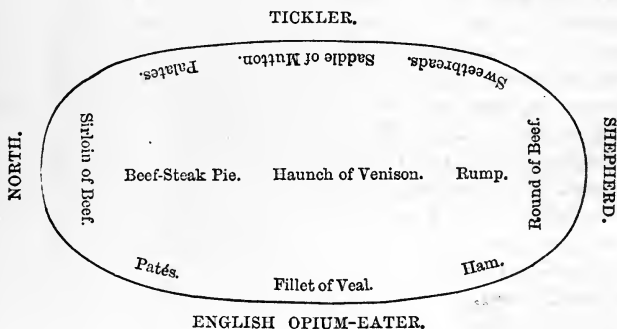 TICKLER.
Palates. Saddle of Mutton. Sweetbreads.
NORTH.
Sirloin of Beef.
Beef-Steak Pie. Haunch of Venison. Rump.
Round of Beef.
SHEPHERD.
Patés. Fillet of Veal. Ham.
ENGLISH OPIUM-EATER.